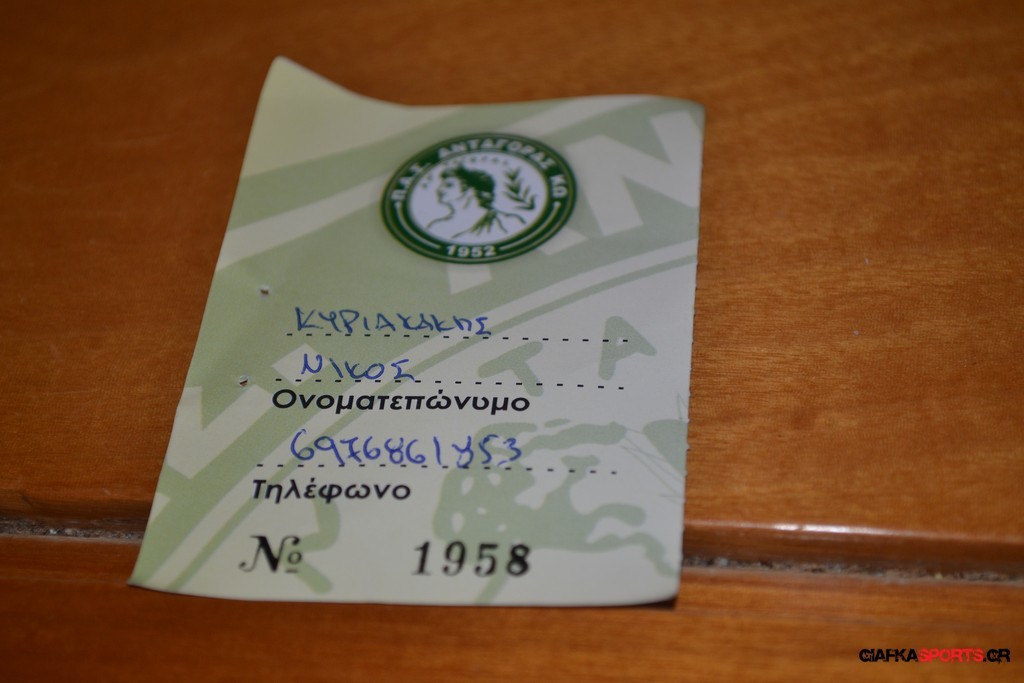 Π.Α.Σ. ΑΝΤΑΓΟΡΑΣ ΚΩ
1952
ΚΥΡΙΑΚΑΚΗΣ
ΝΙΚΟΣ
Ονοματεπώνυμο
6976861853
Τηλέφωνο
№ 1958
GIAFKASPORTS.GR